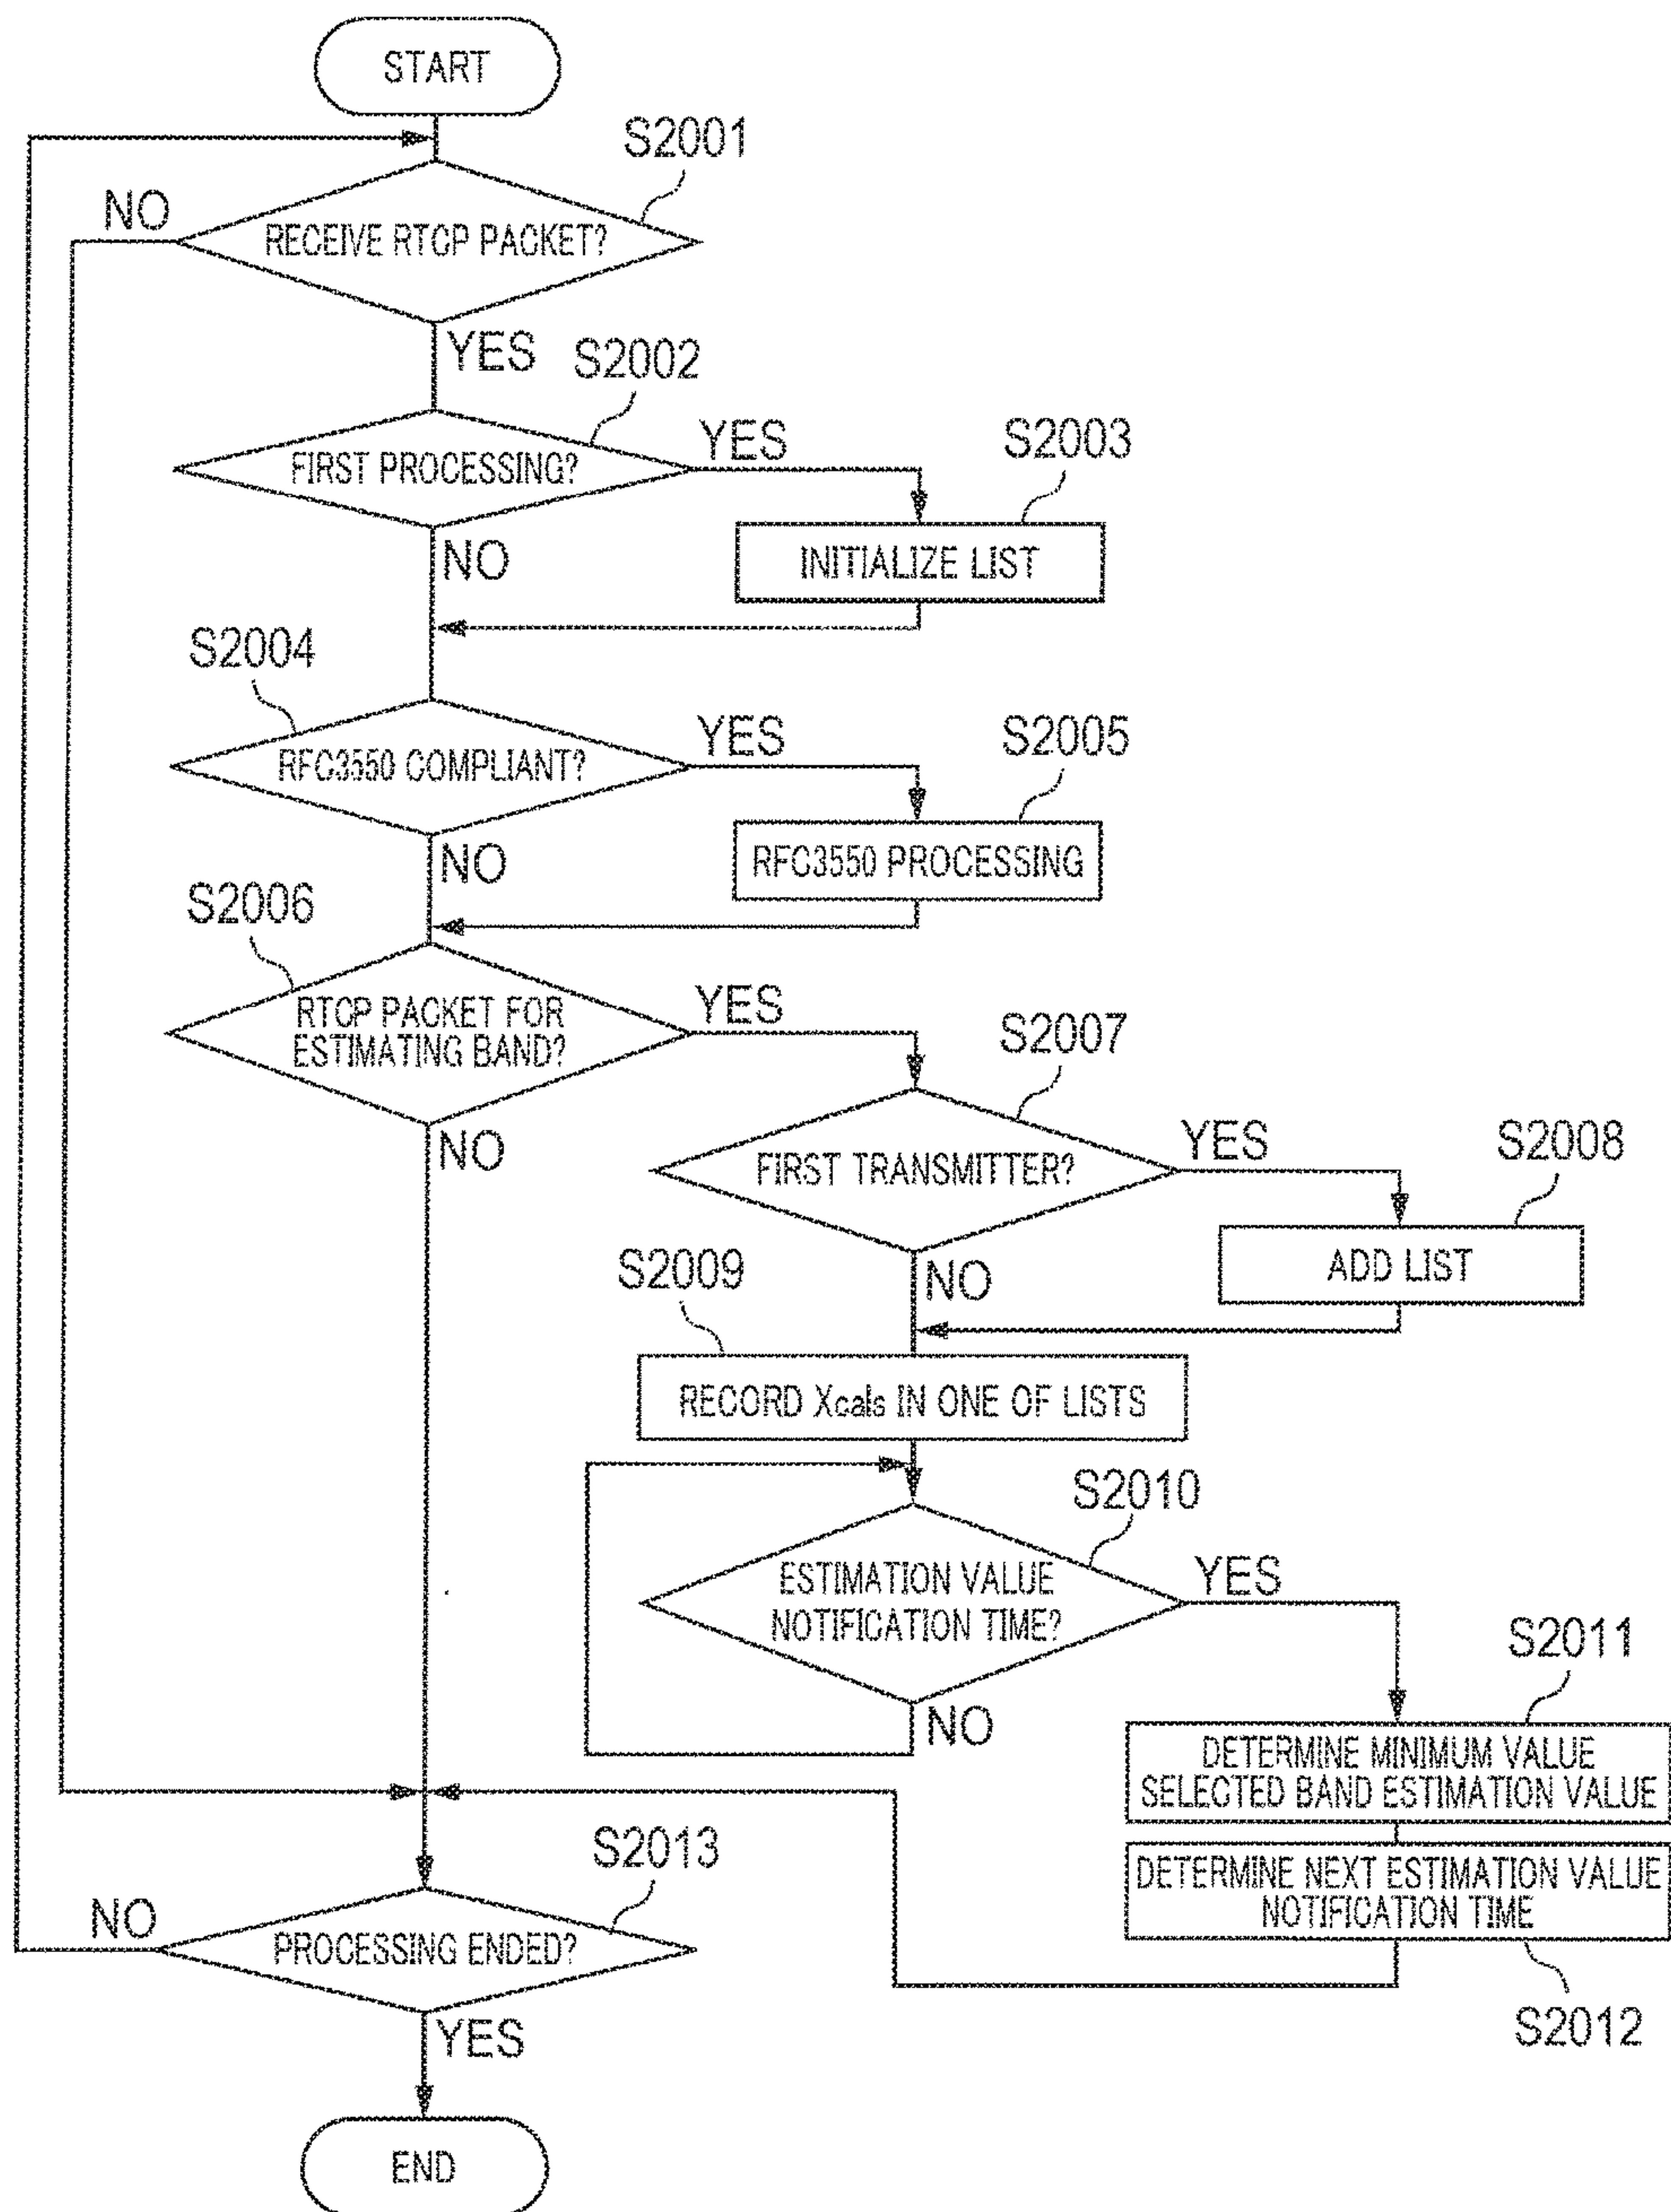 START
S2001
NO
RECEIVE RTCP PACKET?
YES
S2002
FIRST PROCESSING?
YES
S2003
NO
INITIALIZE LIST
S2004
RFC3550 COMPLIANT?
YES
S2005
NO
RFC3550 PROCESSING
S2006
RTCP PACKET FOR
ESTIMATING BAND?
YES
S2007
NO
FIRST TRANSMITTER?
YES
S2008
NO
ADD LIST
S2009
RECORD Xcals IN ONE OF LISTS
S2010
ESTIMATION VALUE
NOTIFICATION TIME?
YES
S2011
NO
DETERMINE MINIMUM VALUE
SELECTED BAND ESTIMATION VALUE
S2013
DETERMINE NEXT ESTIMATION VALUE
NOTIFICATION TIME
NO
PROCESSING ENDED?
S2012
YES
END